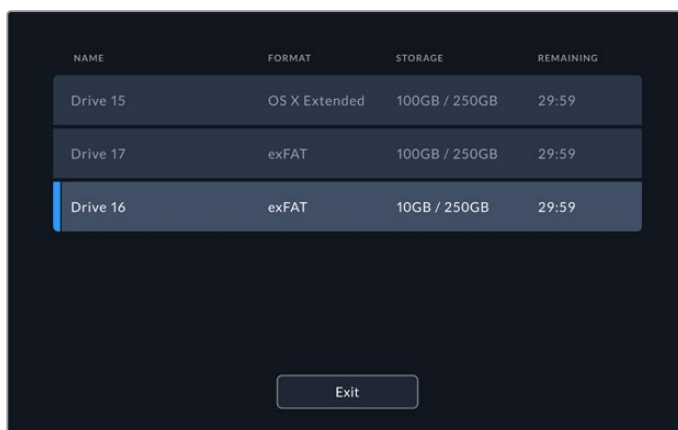 NAME FORMAT STORAGE REMAINING
Drive 15 OS X Extended 100GB / 250GB 29:59
Drive 17 exFAT 100GB / 250GB 29:59
Drive 16 exFAT 10GB / 250GB 29:59
Exit